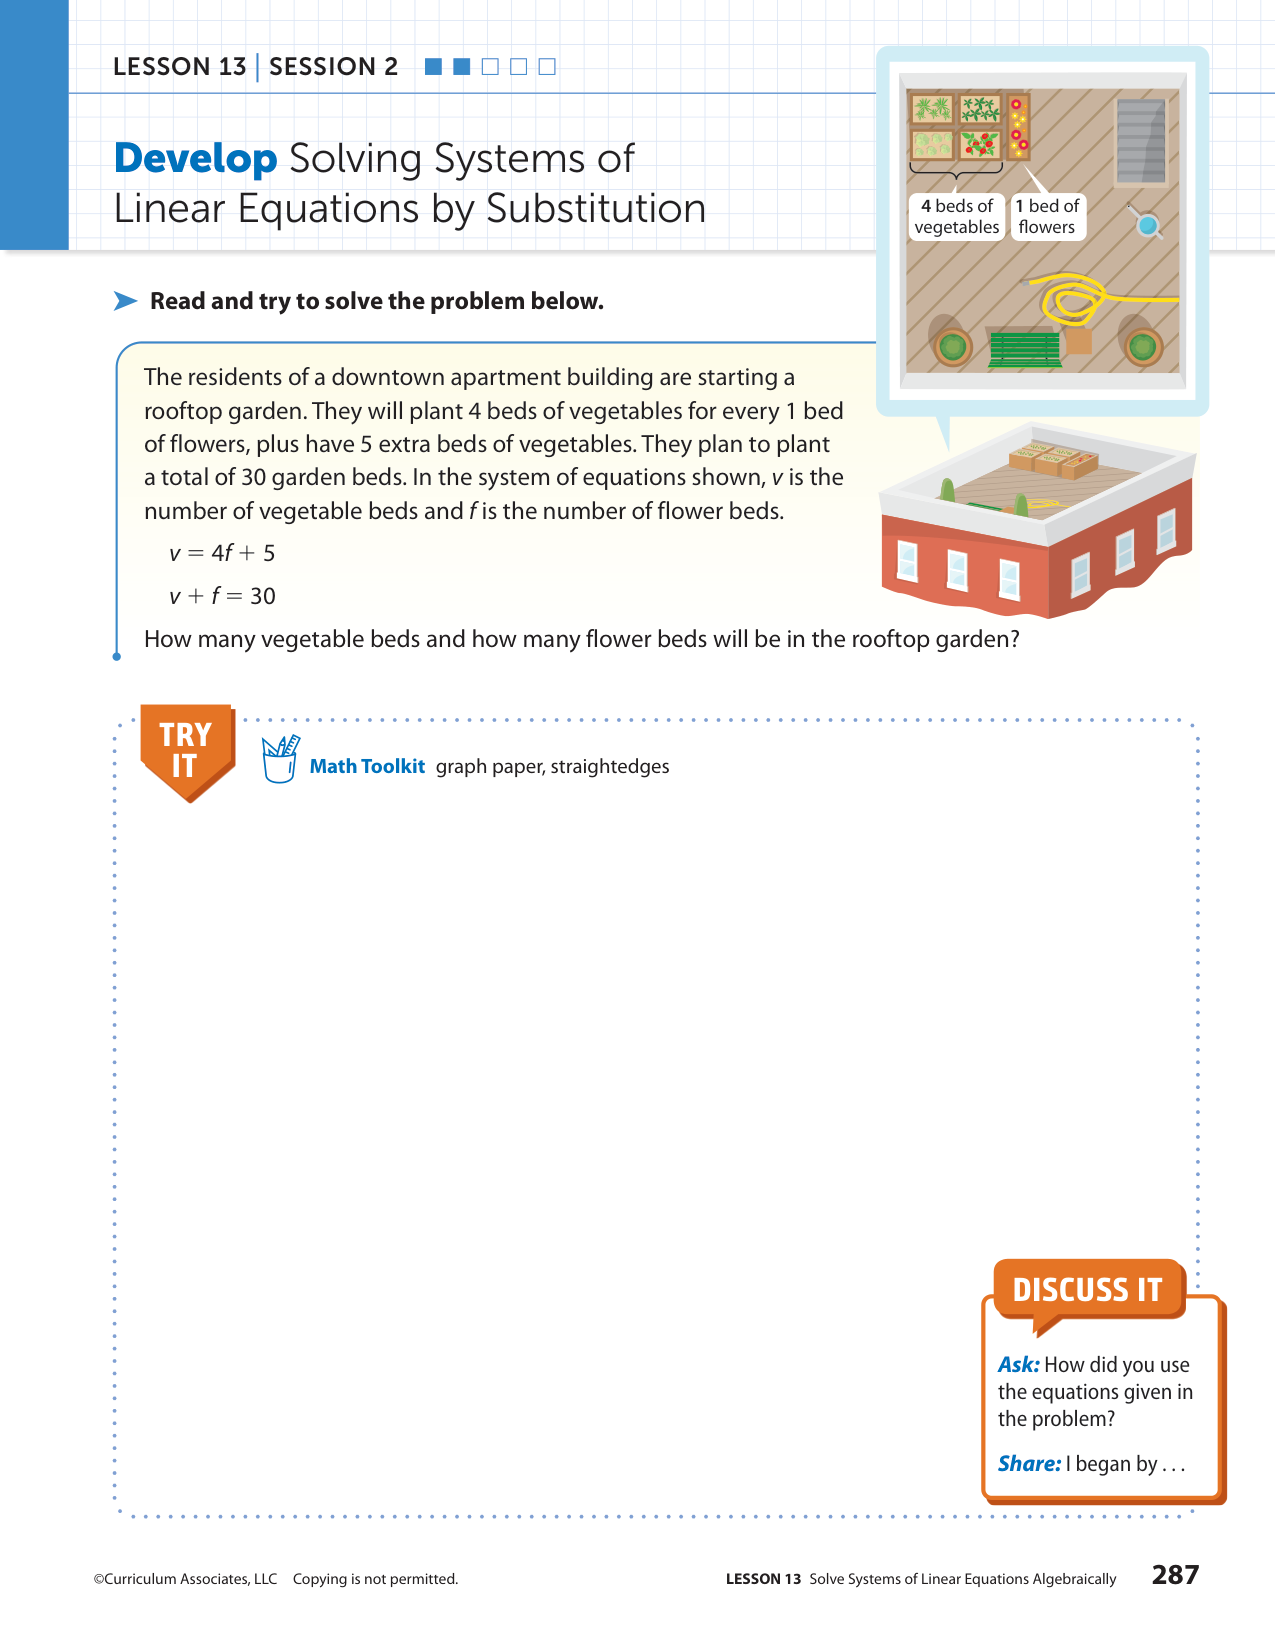 LESSON 13 | SESSION 2
Develop Solving Systems of
Linear Equations by Substitution
4 beds of
vegetables
1 bed of
flowers
Read and try to solve the problem below.
The residents of a downtown apartment building are starting a
rooftop garden. They will plant 4 beds of vegetables for every 1 bed
of flowers, plus have 5 extra beds of vegetables. They plan to plant
a total of 30 garden beds. In the system of equations shown, v is the
number of vegetable beds and f is the number of flower beds.
v = 4f + 5
v + f = 30
How many vegetable beds and how many flower beds will be in the rooftop garden?
TRY
IT
Math Toolkit graph paper, straightedges
DISCUSS IT
Ask: How did you use
the equations given in
the problem?
Share: I began by . . .
©Curriculum Associates, LLC Copying is not permitted.
LESSON 13 Solve Systems of Linear Equations Algebraically 287